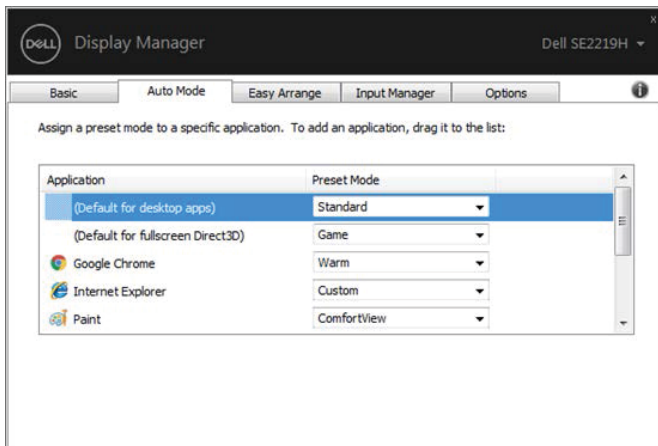 x
DELL Display Manager Dell SE2219H
Basic Auto Mode Easy Arrange Input Manager Options
Assign a preset mode to a specific application. To add an application, drag it to the list:
Application Preset Mode
(Default for desktop apps) Standard
(Default for fullscreen Direct3D) Game
Google Chrome Warm
Internet Explorer Custom
Paint ComfortView